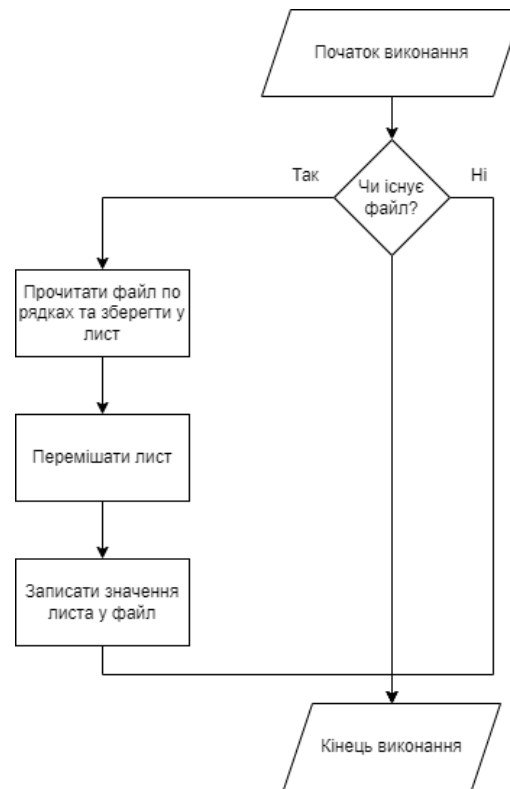 Початок виконання
Так
Ні
Чи існує
файл?
Прочитати файл по
рядках та зберегти у
лист
Перемішати лист
Записати значення
листа у файл
Кінець виконання